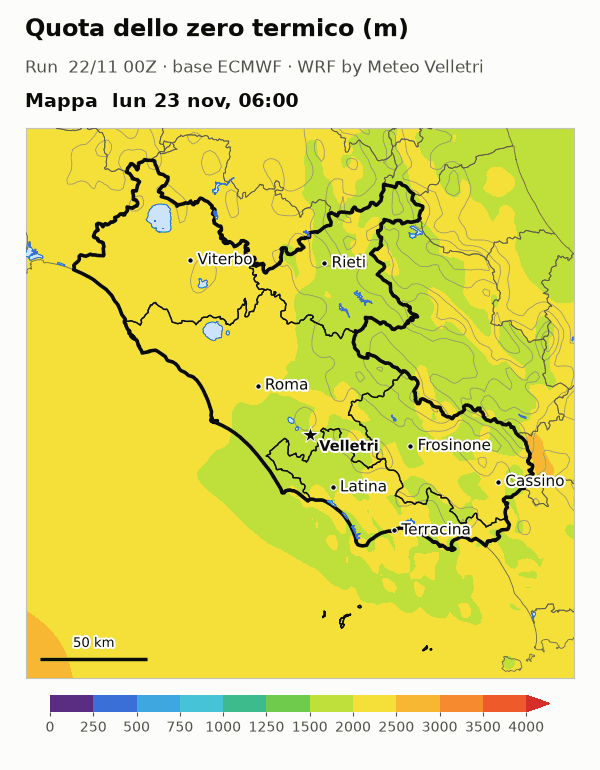 Quota dello zero termico (m)
Run 22/11 00Z · base ECMWF · WRF by Meteo Velletri
Mappa lun 23 nov, 06:00
Viterbo
Rieti
Roma
Velletri
Frosinone
Latina
Cassino
Terracina
50 km
0 250 500 750 1000 1250 1500 2000 2500 3000 3500 4000